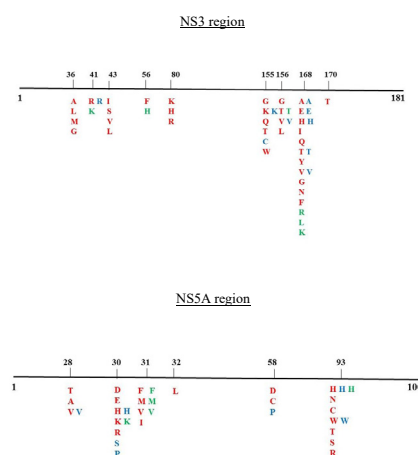 NS3 region
36 41 43 56 80 155 156 168 170
1 181
A R R I F K G G A A T
L K S H H K K T T E E
M V R Q V V H H
G L T L I
C Q
W T T
Y
V V
G
N
F
R
L
K
NS5A region
28 30 31 32 58 93
1 100
T D F F L D H H H
A E M M C N
V V H H V V P C
K K I W W
R T
S S
P R